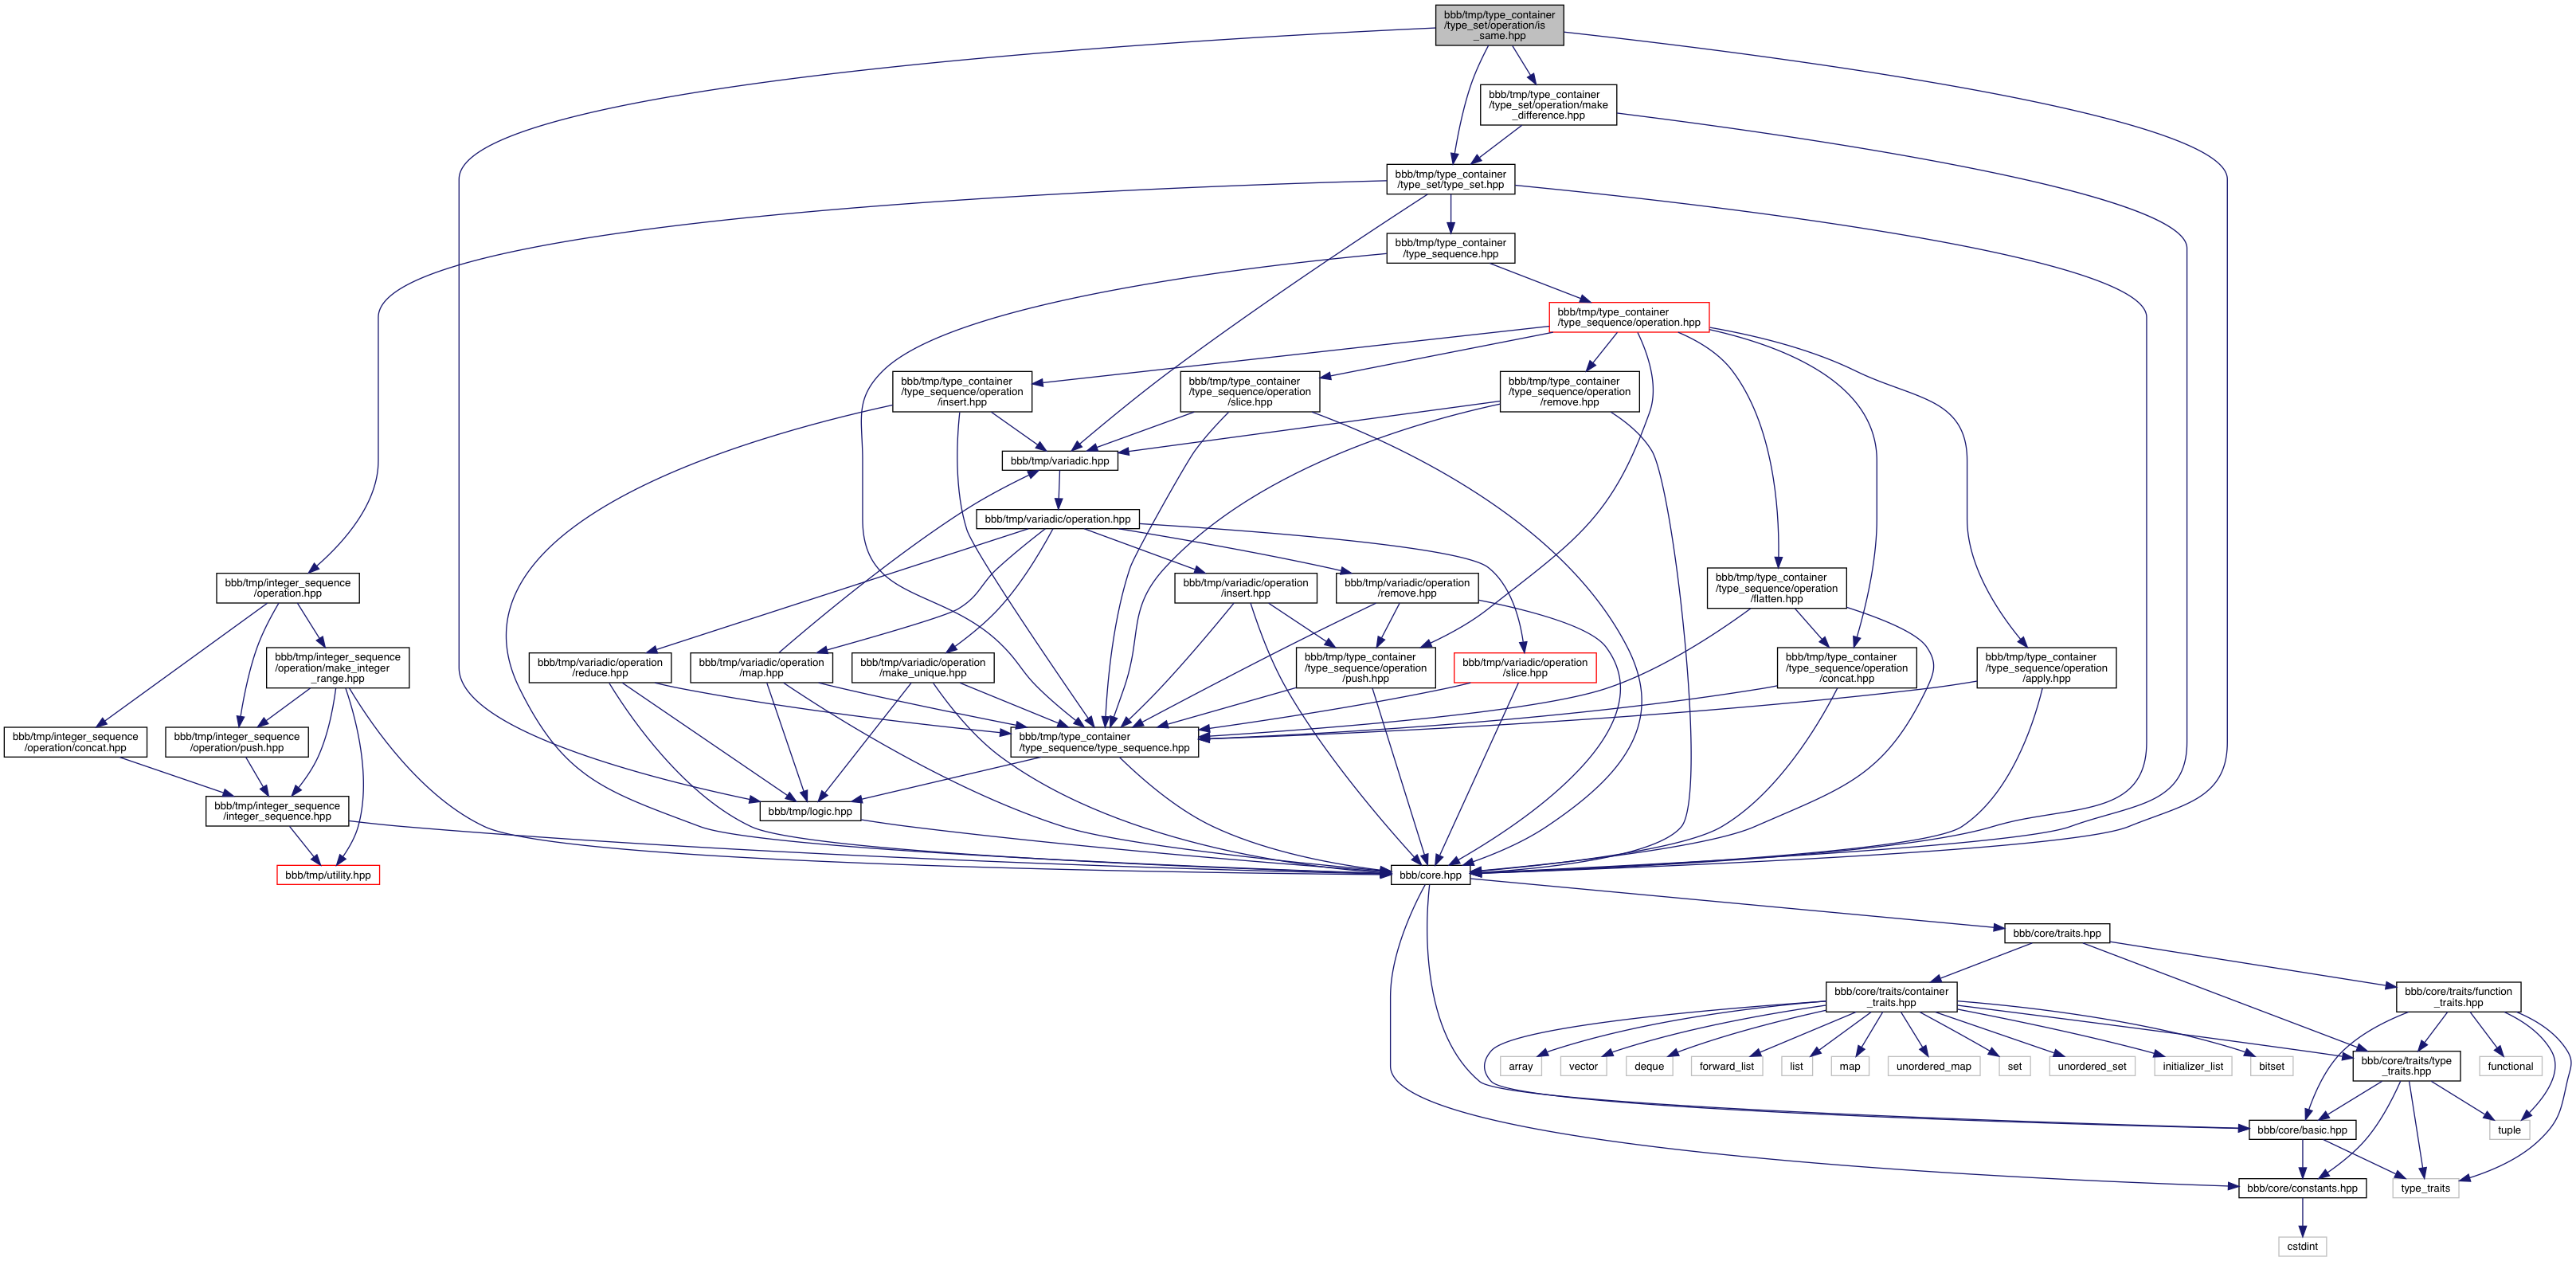 bbb/tmp/type_container
/type_set/operation/is
_same.hpp
bbb/tmp/type_container
/type_set/operation/make
_difference.hpp
bbb/tmp/type_container
/type_set/type_set.hpp
bbb/tmp/type_container
/type_sequence.hpp
bbb/tmp/type_container
/type_sequence/operation.hpp
bbb/tmp/type_container
/type_sequence/operation
/insert.hpp
bbb/tmp/type_container
/type_sequence/operation
/slice.hpp
bbb/tmp/type_container
/type_sequence/operation
/remove.hpp
bbb/tmp/variadic.hpp
bbb/tmp/variadic/operation.hpp
bbb/tmp/integer_sequence
/operation.hpp
bbb/tmp/variadic/operation
/insert.hpp
bbb/tmp/variadic/operation
/remove.hpp
bbb/tmp/type_container
/type_sequence/operation
/flatten.hpp
bbb/tmp/integer_sequence
/operation/make_integer
_range.hpp
bbb/tmp/variadic/operation
/reduce.hpp
bbb/tmp/variadic/operation
/map.hpp
bbb/tmp/variadic/operation
/make_unique.hpp
bbb/tmp/type_container
/type_sequence/operation
/push.hpp
bbb/tmp/variadic/operation
/slice.hpp
bbb/tmp/type_container
/type_sequence/operation
/concat.hpp
bbb/tmp/type_container
/type_sequence/operation
/apply.hpp
bbb/tmp/integer_sequence
/operation/concat.hpp
bbb/tmp/integer_sequence
/operation/push.hpp
bbb/tmp/type_container
/type_sequence/type_sequence.hpp
bbb/tmp/integer_sequence
/integer_sequence.hpp
bbb/tmp/logic.hpp
bbb/tmp/utility.hpp
bbb/core.hpp
bbb/core/traits.hpp
bbb/core/traits/container
_traits.hpp
bbb/core/traits/function
_traits.hpp
array
vector
deque
forward_list
list
map
unordered_map
set
unordered_set
initializer_list
bitset
bbb/core/traits/type
_traits.hpp
functional
bbb/core/basic.hpp
tuple
bbb/core/constants.hpp
type_traits
cstdint